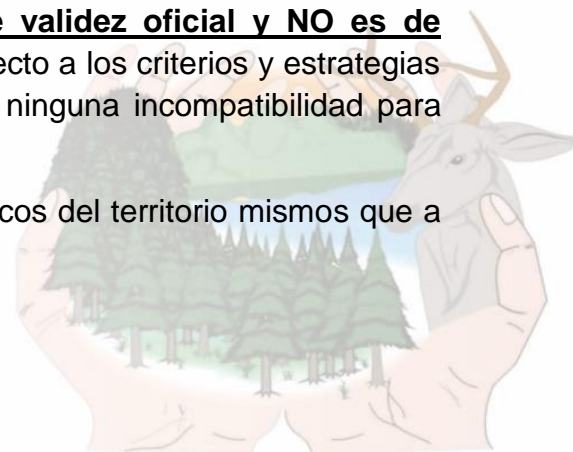 e validez oficial y NO es de
ecto a los criterios y estrategias
ninguna incompatibilidad para
cos del territorio mismos que a